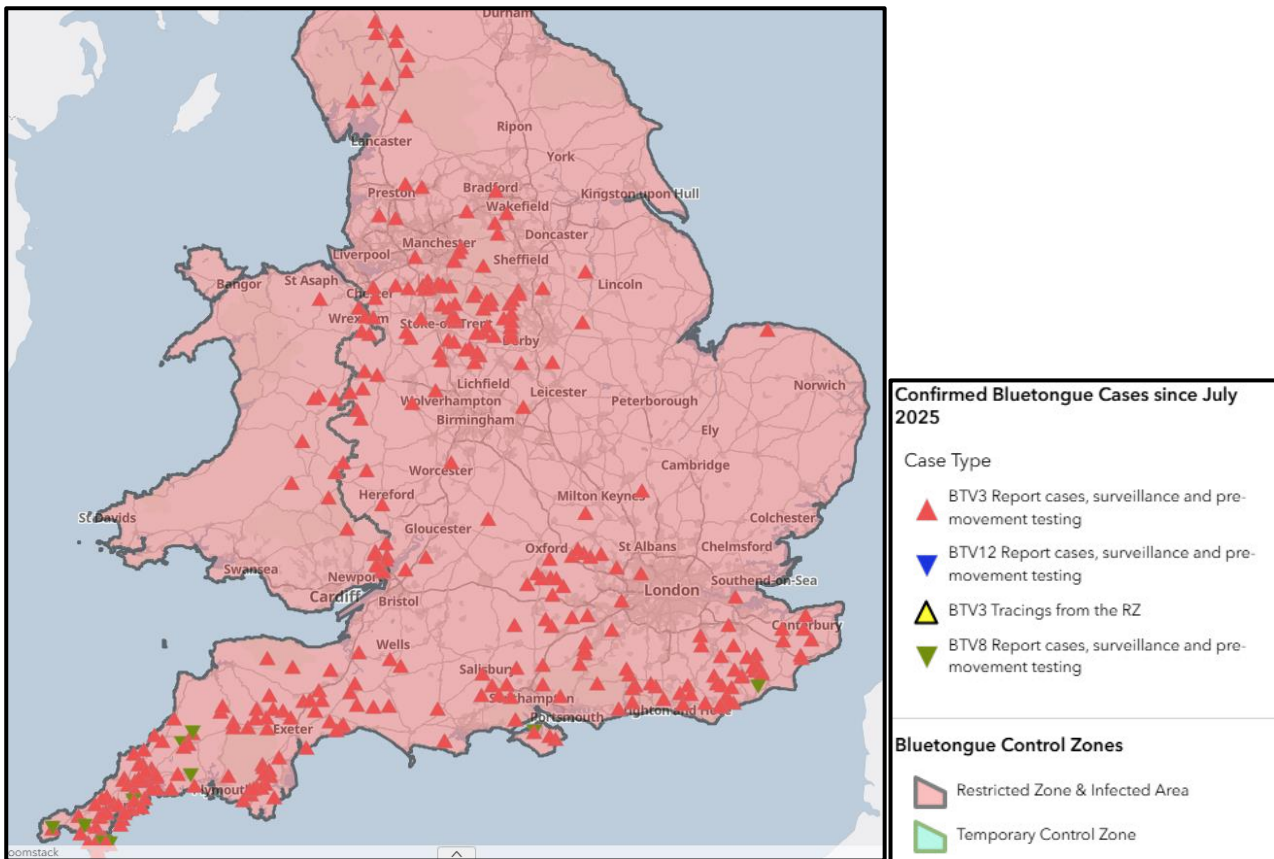 Durham
Ripon
Lancaster
York
Bradford
Preston
Kingston upon Hull
Wakefield
Doncaster
Manchester
Liverpool
Sheffield
St Asaph
Bangor
Lincoln
Derby
Lichfield
Leicester
Norwich
Wolverhampton
Peterborough
Birmingham
Ely
Cambridge
Worcester
Hereford
Milton Keynes
St Davids
Colchester
Gloucester
Oxford
St Albans
Chelmsford
Swansea
Newport
Southend-on-Sea
London
Cardiff
Bristol
Canterbury
Wells
Salisbury
Southampton
Portsmouth
Exeter
oomstack
Confirmed Bluetongue Cases since July
2025
Case Type
BTV3 Report cases, surveillance and pre-
movement testing
BTV12 Report cases, surveillance and pre-
movement testing
BTV3 Tracings from the RZ
BTV8 Report cases, surveillance and pre-
movement testing
Bluetongue Control Zones
Restricted Zone & Infected Area
Temporary Control Zone